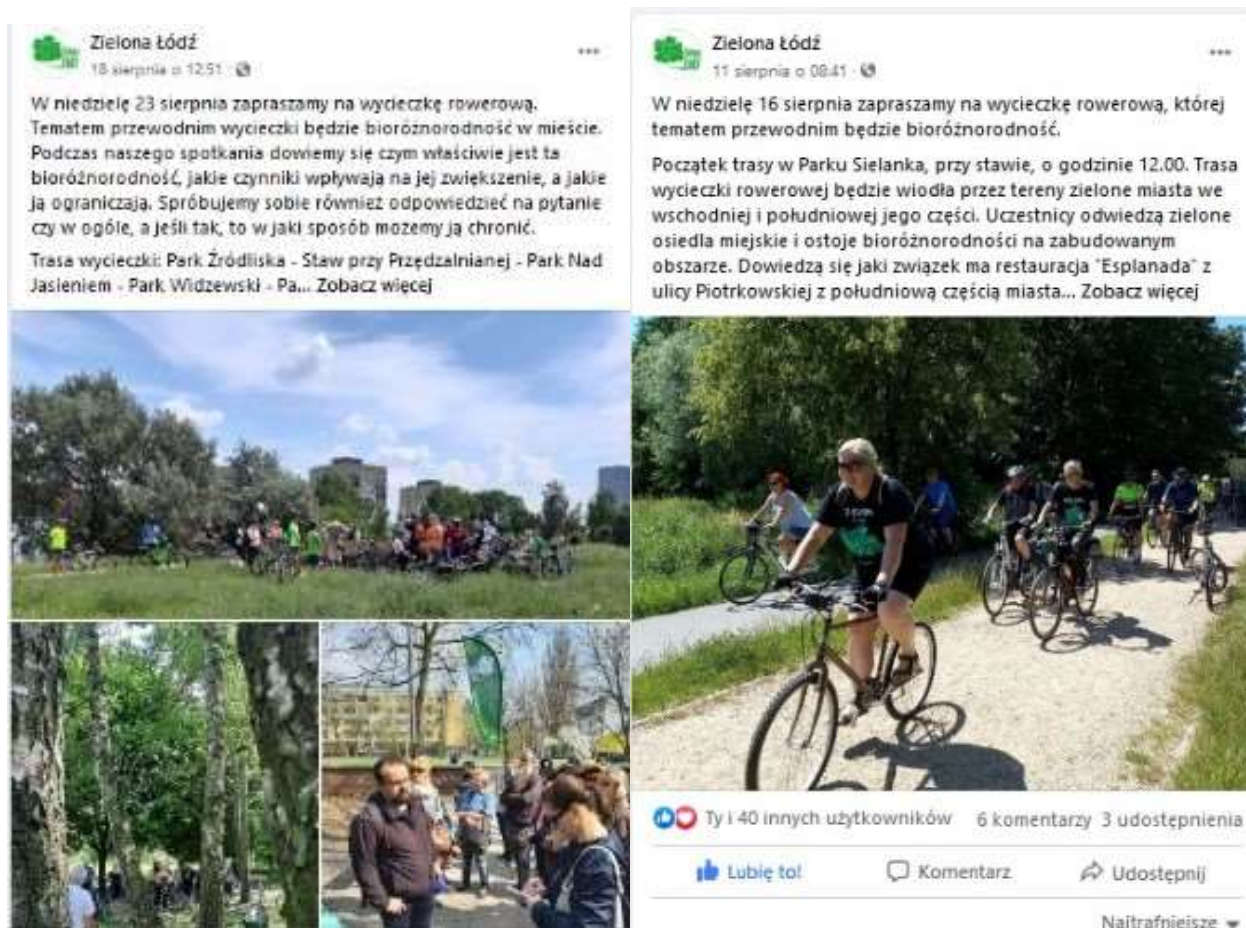 Zielona Łódź
18 sierpnia o 12:51
W niedzielę 23 sierpnia zapraszamy na wycieczkę rowerową.
Tematem przewodnim wycieczki będzie bioróżnorodność w mieście.
Podczas naszego spotkania dowiemy się czym właściwie jest ta
bioróżnorodność, jakie czynniki wpływają na jej zwiększenie, a jakie
ją ograniczają. Spróbujemy sobie również odpowiedzieć na pytanie
czy w ogóle, a jeśli tak, to w jaki sposób możemy ją chronić.
Trasa wycieczki: Park Źródliska - Staw przy Przędzalnianej - Park Nad
Jasieniem - Park Widzewski - Pa... Zobacz więcej
Zielona Łódź
11 sierpnia o 08:41
W niedzielę 16 sierpnia zapraszamy na wycieczkę rowerową, której
tematem przewodnim będzie bioróżnorodność.
Początek trasy w Parku Sielanka, przy stawie, o godzinie 12.00. Trasa
wycieczki rowerowej będzie wiodła przez tereny zielone miasta we
wschodniej i południowej jego części. Uczestnicy odwiedzą zielone
osiedla miejskie i ostoje bioróżnorodności na zabudowanym
obszarze. Dowiedzą się jaki związek ma restauracja "Esplanada" z
ulicy Piotrkowskiej z południową częścią miasta... Zobacz więcej
Ty i 40 innych użytkowników 6 komentarzy 3 udostępnienia
Lubię to! Komentarz Udostępnij
Najtrafniejsze